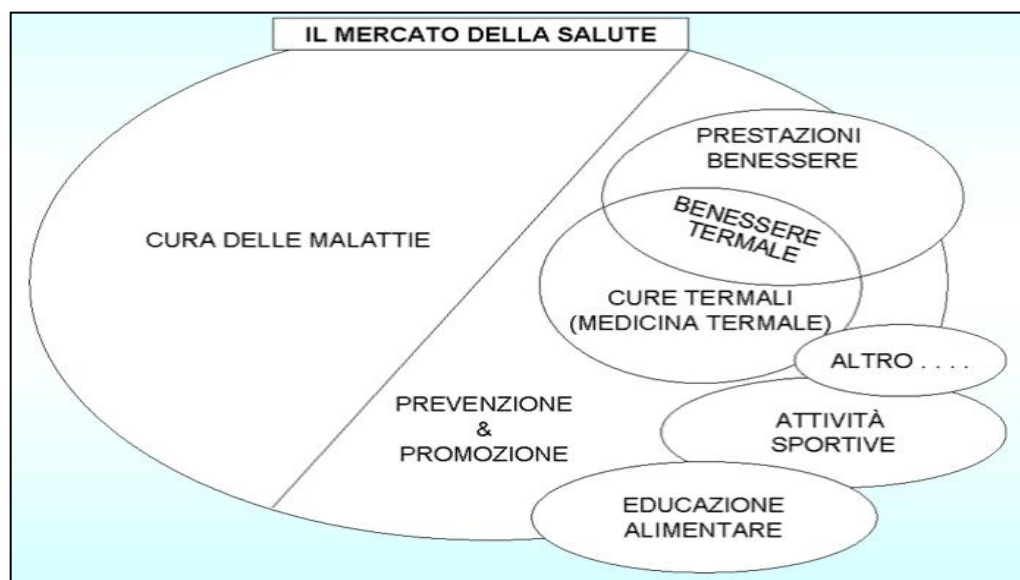 IL MERCATO DELLA SALUTE
PRESTAZIONI
BENESSERE
BENESSERE
TERMALE
CURA DELLE MALATTIE
CURE TERMALI
(MEDICINA TERMALE)
ALTRO . . . .
PREVENZIONE
&
PROMOZIONE
ATTIVITÀ
SPORTIVE
EDUCAZIONE
ALIMENTARE